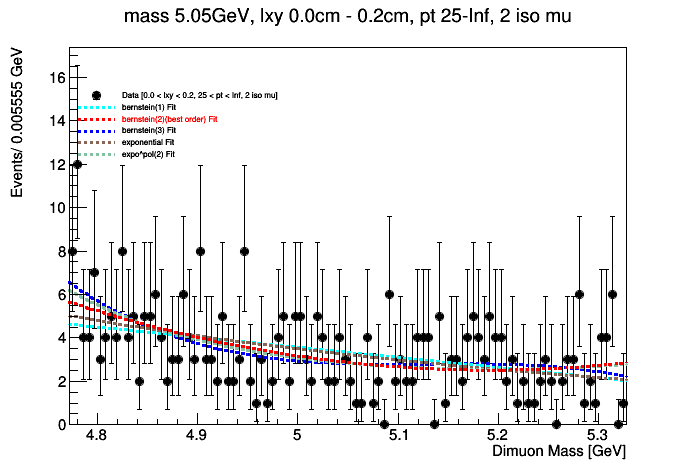 mass 5.05GeV, lxy 0.0cm - 0.2cm, pt 25-Inf, 2 iso mu
Events/ 0.005555 GeV
16
14
12
10
8
6
4
2
0
Data [0.0 < lxy < 0.2, 25 < pt < Inf, 2 iso mu]
bernstein(1) Fit
bernstein(2)(best order) Fit
bernstein(3) Fit
exponential Fit
expo*pol(2) Fit
4.8 4.9 5 5.1 5.2 5.3
Dimuon Mass [GeV]